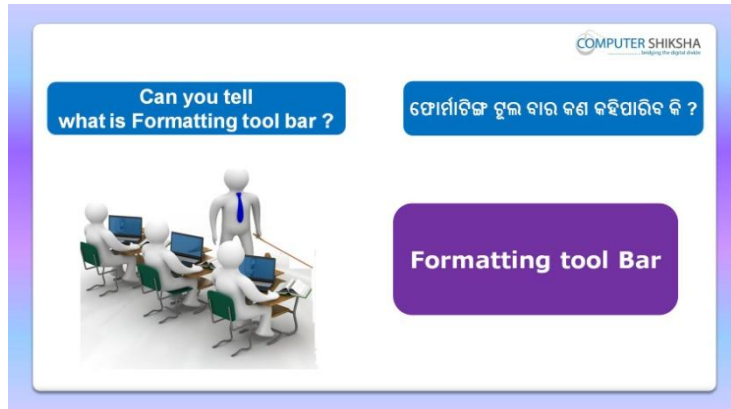 COMPUTER SHIKSHA
bridging the digital divide
Can you tell
what is Formatting tool bar ?
ଫୋର୍ମାଟିଙ୍ଗ ଟୁଲ ବାର କଣ କହିପାରିବ କି ?
Formatting tool Bar